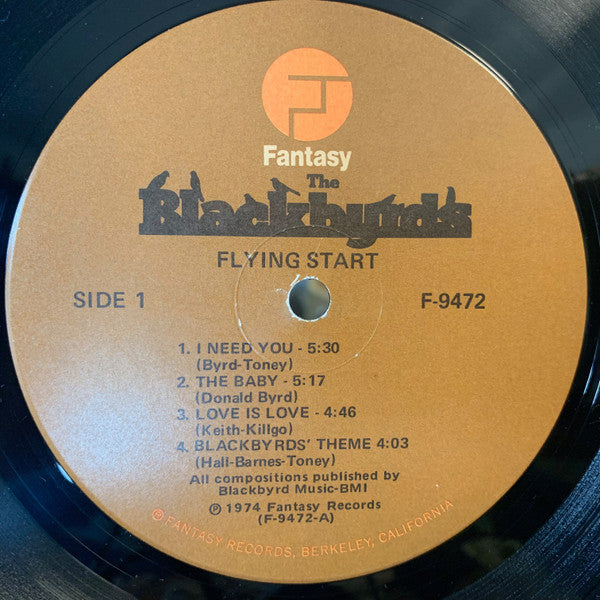 Fantasy
The
Blackbyrds
FLYING START
SIDE 1
F-9472
1. I NEED YOU - 5:30
(Byrd-Toney)
2. THE BABY - 5:17
(Donald Byrd)
3. LOVE IS LOVE - 4:46
(Keith-Killgo)
4. BLACKBYRDS' THEME 4:03
(Hall-Barnes-Toney)
All compositions published by
Blackbyrd Music-BMI
℗ 1974 Fantasy Records
(F-9472-A)
© FANTASY RECORDS, BERKELEY, CALIFORNIA